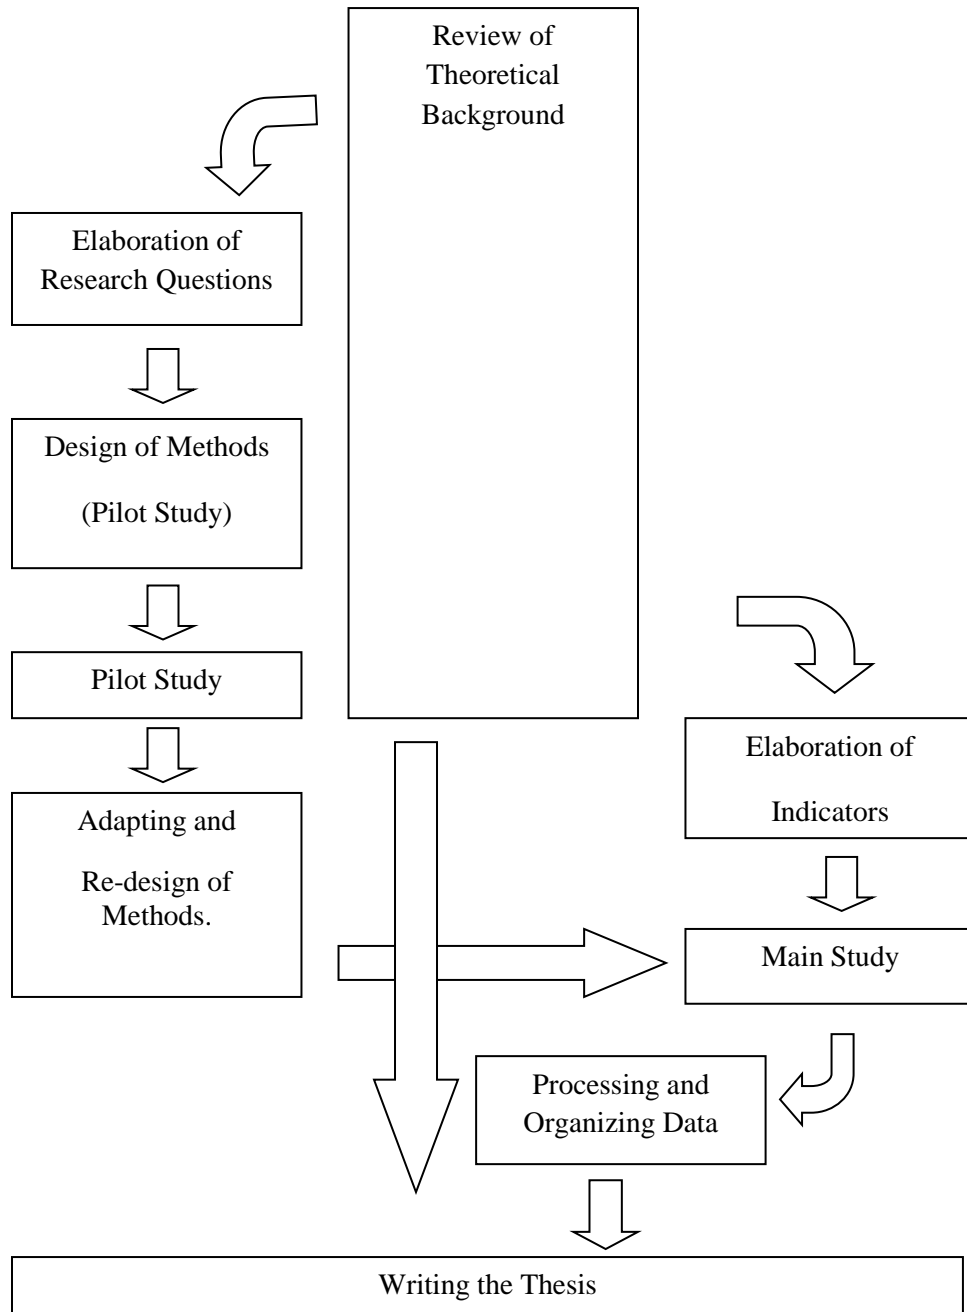 Review of
Theoretical
Background
Elaboration of
Research Questions
Design of Methods
(Pilot Study)
Pilot Study
Adapting and
Re-design of
Methods.
Elaboration of
Indicators
Main Study
Processing and
Organizing Data
Writing the Thesis